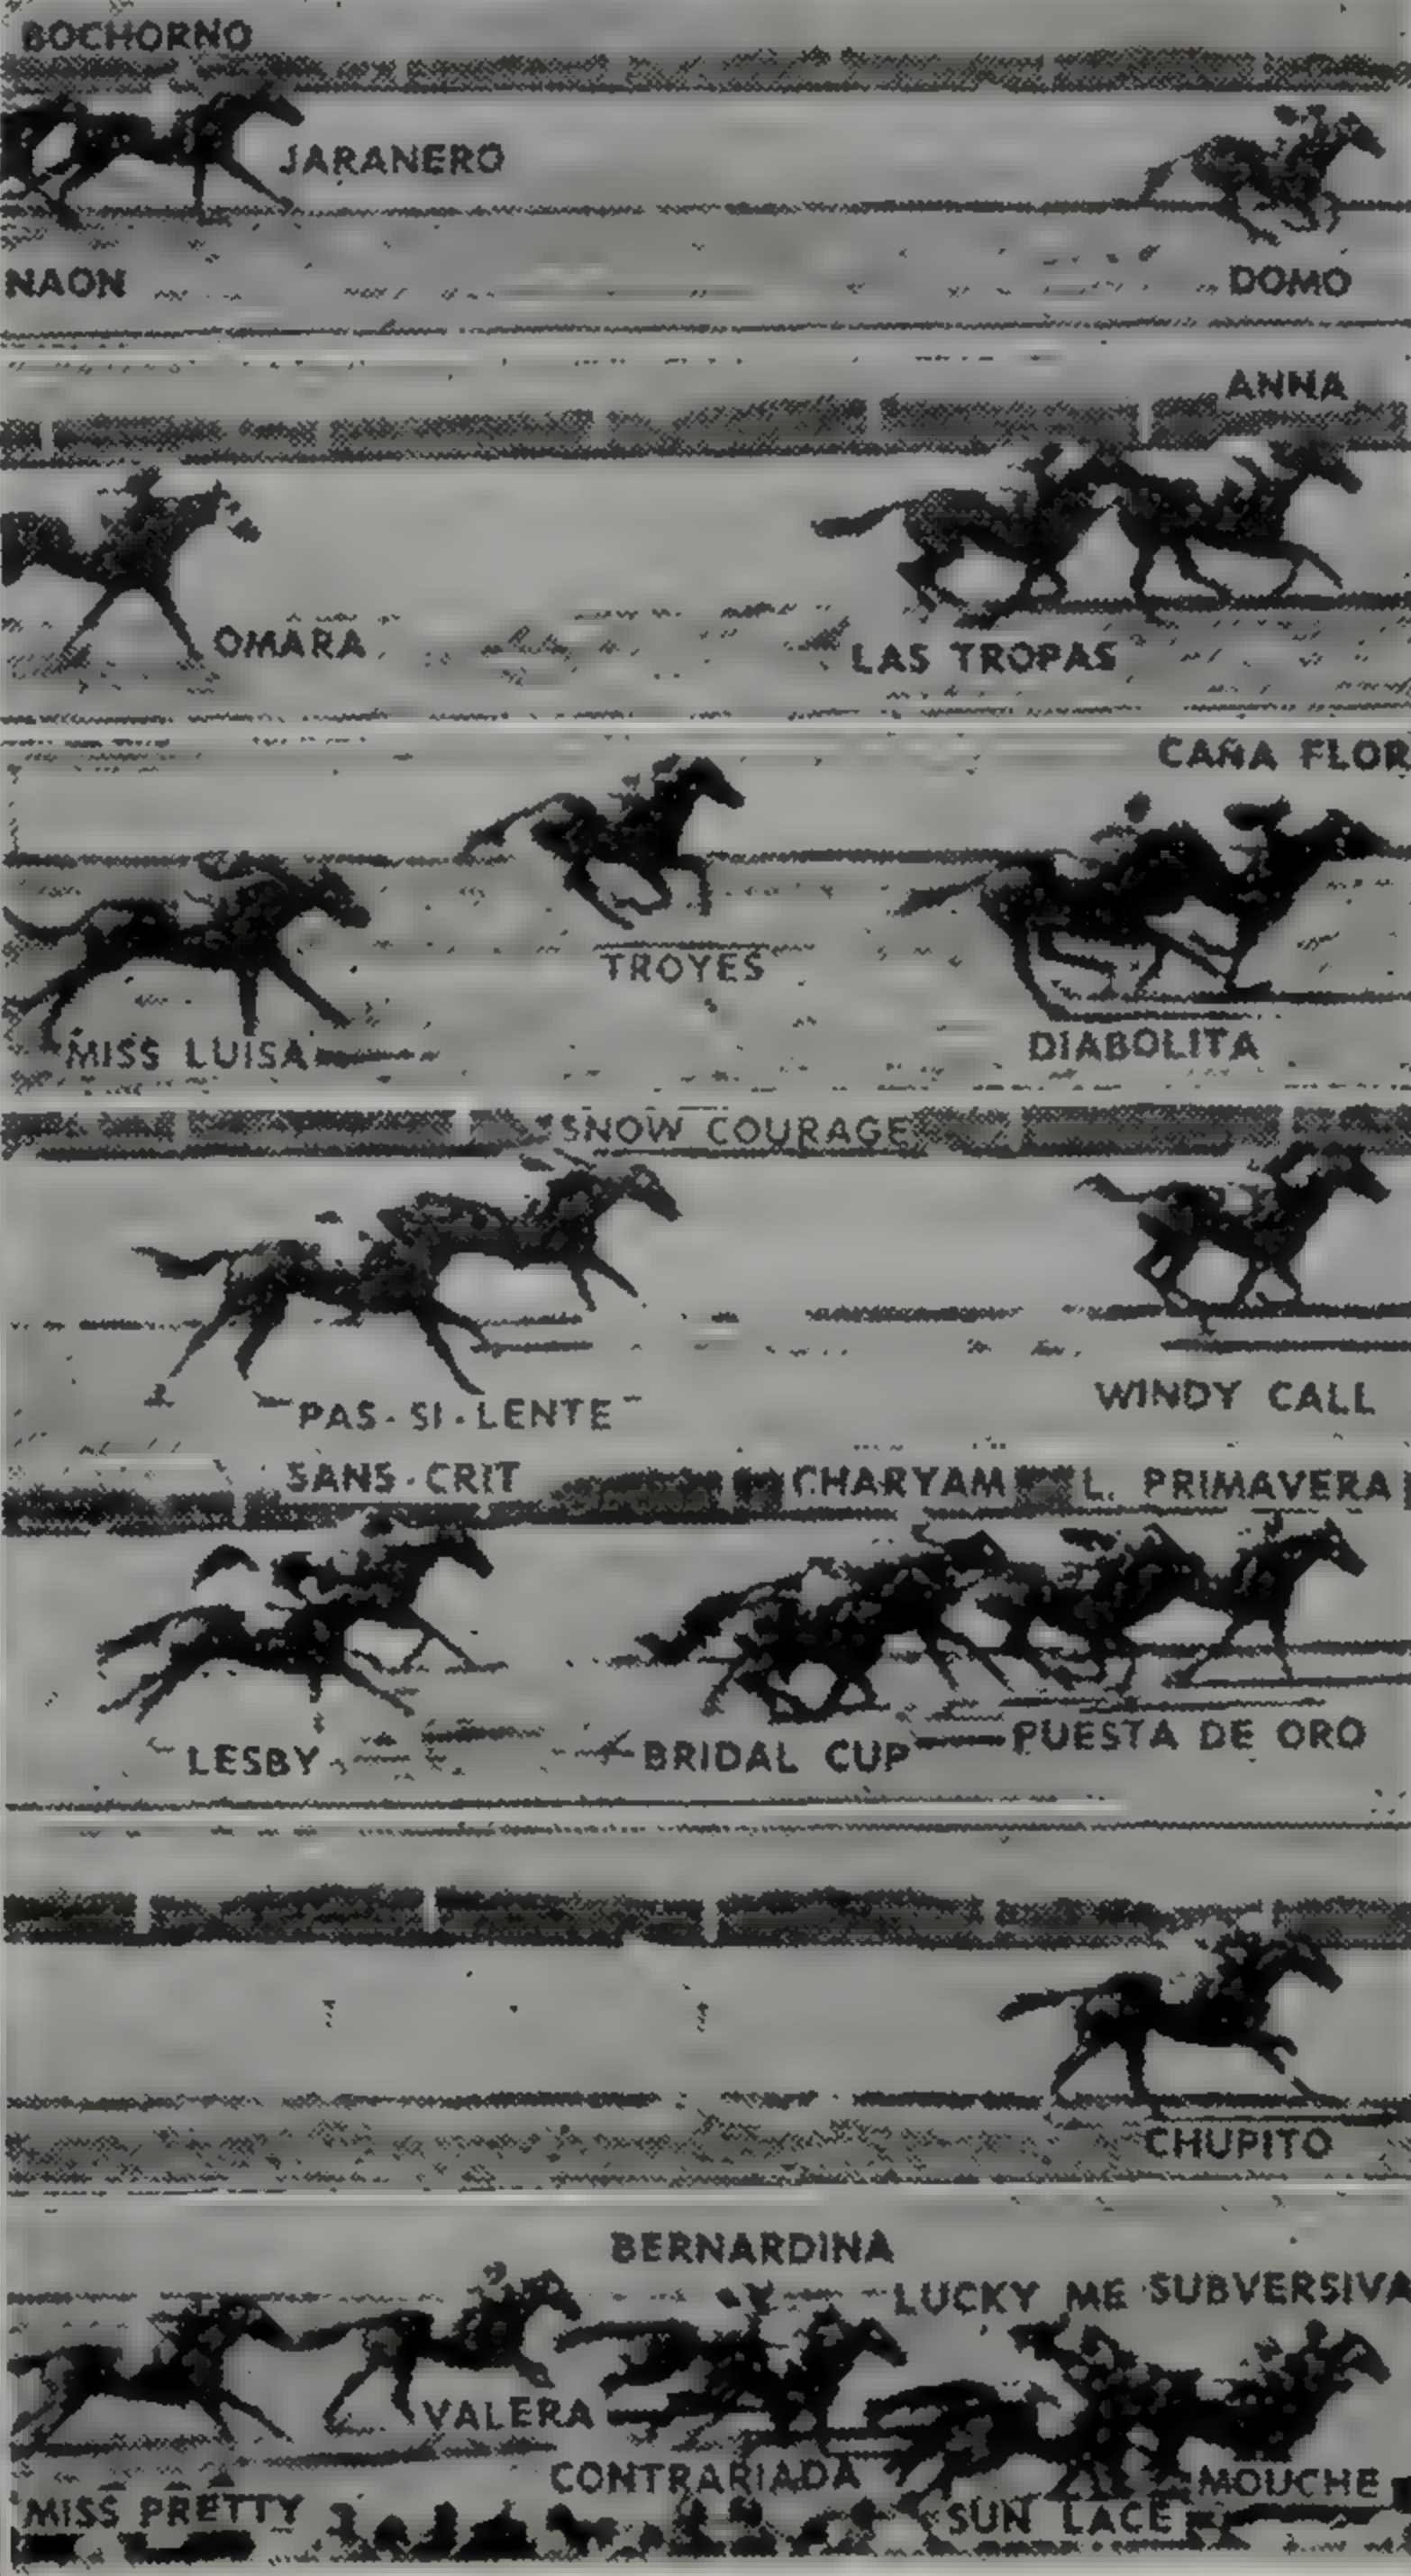 BOCHORNO
JARANERO
NAON
DOMO
ANNA
OMARA
LAS TROPAS
CAÑA FLOR
TROYES
MISS LUISA
DIABOLITA
SNOW COURAGE
PAS-SI-LENTE
WINDY CALL
SANS-CRIT
CHARYAM
L. PRIMAVERA
LESBY
BRIDAL CUP
PUESTA DE ORO
CHUPITO
BERNARDINA
LUCKY ME
SUBVERSIVA
VALERA
CONTRARIADA
MOUCHE
MISS PRETTY
SUN LACE